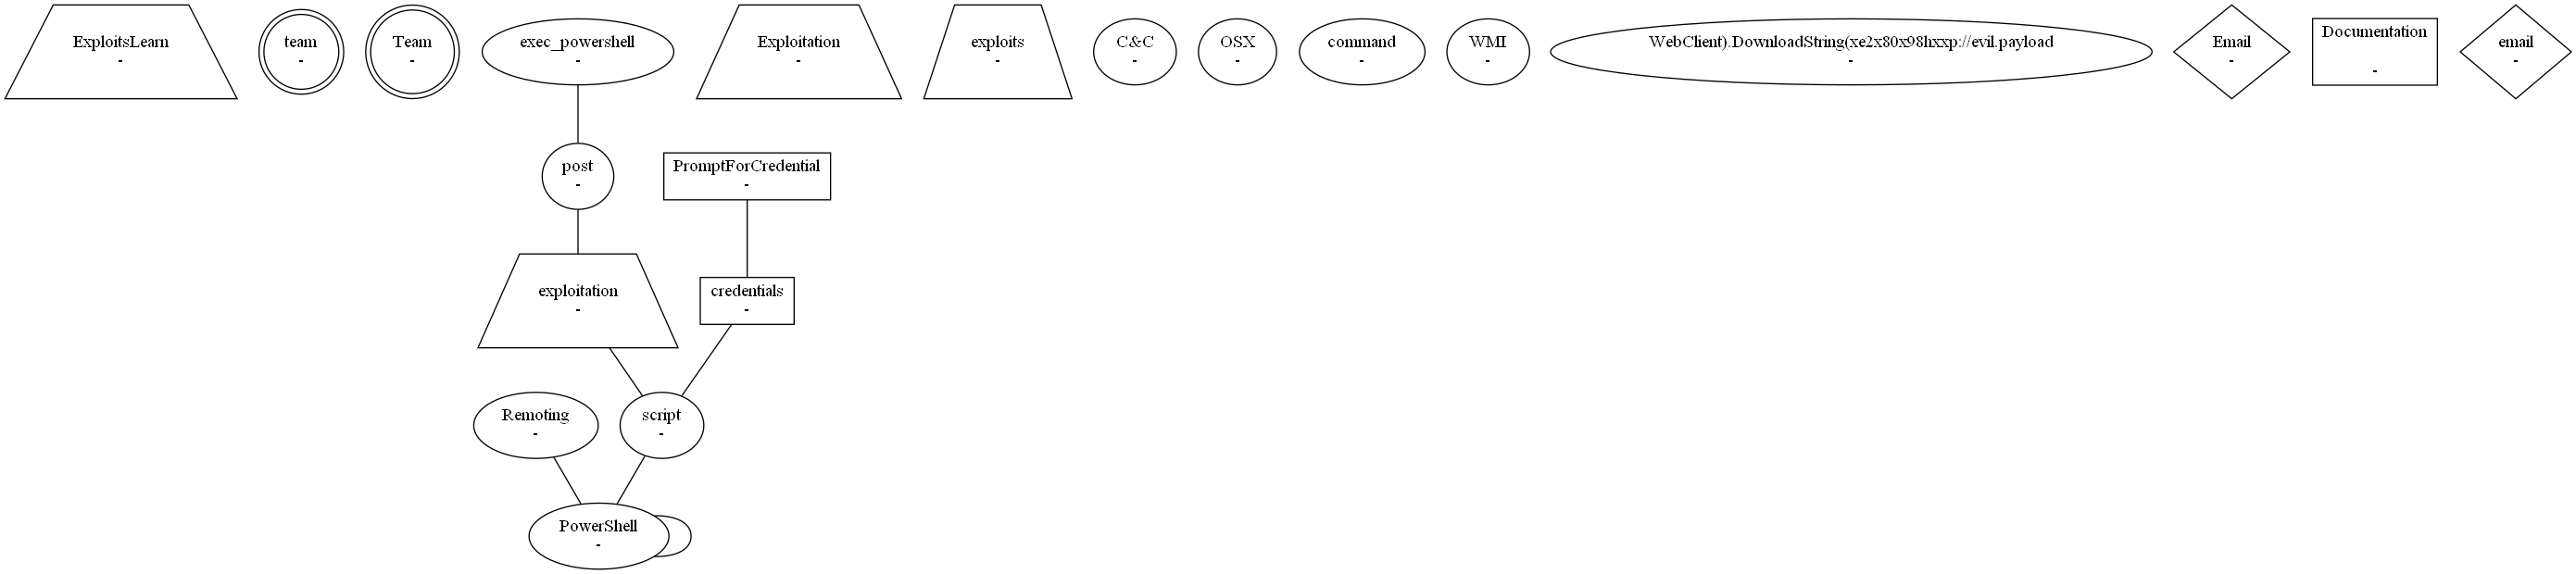 ExploitsLearn
-
team
-
Team
-
exec_powershell
-
Exploitation
-
exploits
-
C&C
-
OSX
-
command
-
WMI
-
WebClient).DownloadString(xe2x80x98hxxp://evil.payload
-
Email
-
Documentation
-
email
-
post
-
PromptForCredential
-
exploitation
-
credentials
-
Remoting
-
script
-
PowerShell
-